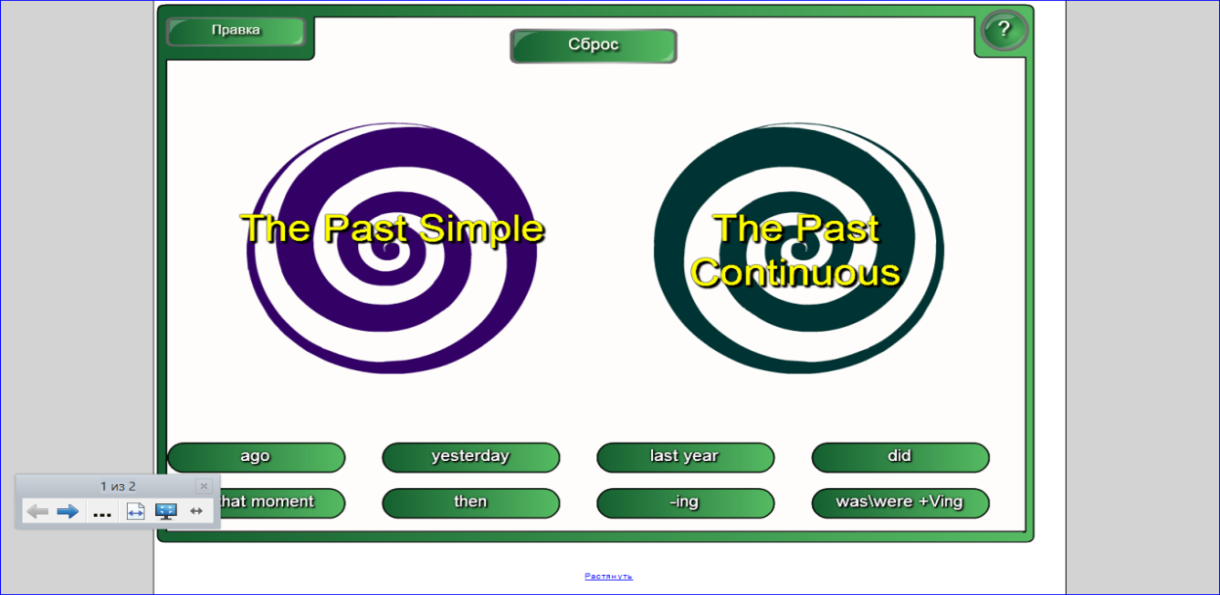 Правка
Сброс
?
The Past Simple
The Past
Continuous
ago
yesterday
last year
did
moment
then
-ing
was\were +Ving
1 из 2
...
Растянуть